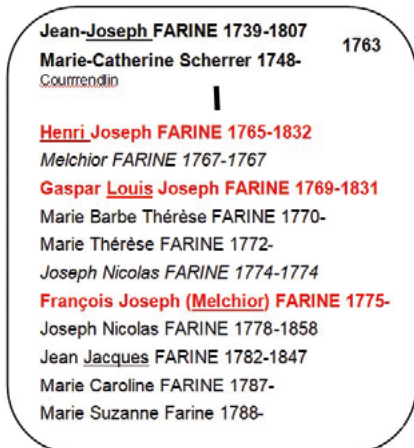 Jean-Joseph FARINE 1739-1807
1763
Marie-Catherine Scherrer 1748-
Courrrendlin
Henri Joseph FARINE 1765-1832
Melchior FARINE 1767-1767
Gaspar Louis Joseph FARINE 1769-1831
Marie Barbe Thérèse FARINE 1770-
Marie Thérèse FARINE 1772-
Joseph Nicolas FARINE 1774-1774
François Joseph (Melchior) FARINE 1775-
Joseph Nicolas FARINE 1778-1858
Jean Jacques FARINE 1782-1847
Marie Caroline FARINE 1787-
Marie Suzanne Farine 1788-